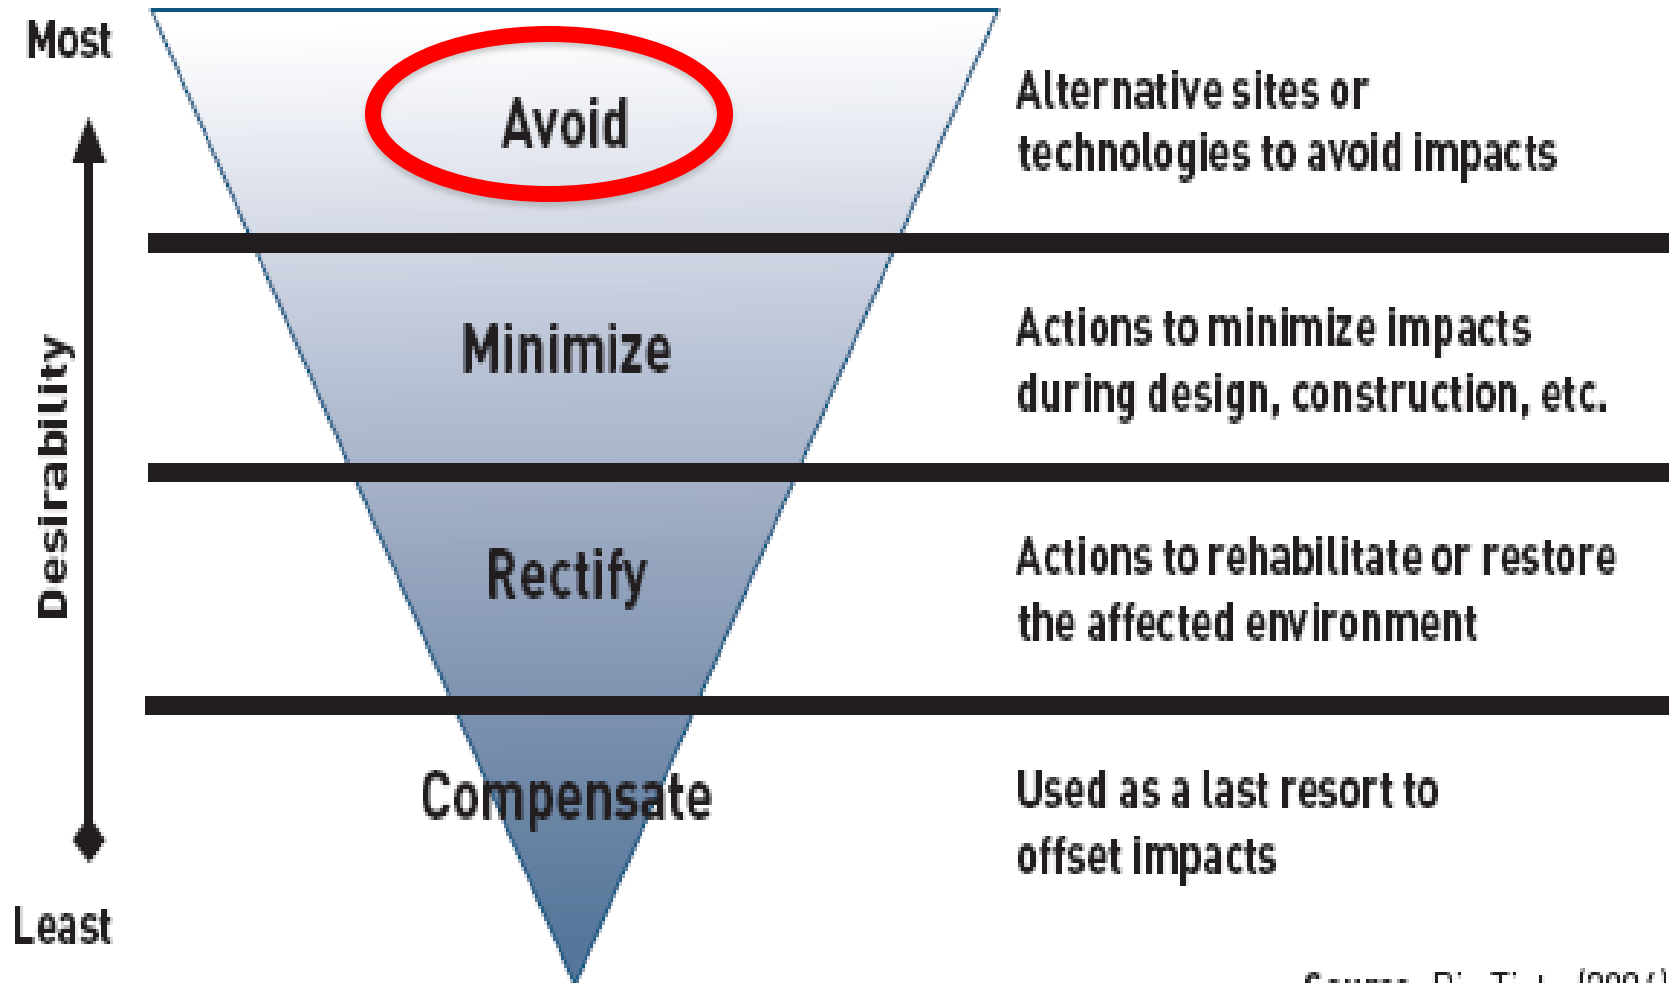 Most
Avoid
Alternative sites or
technologies to avoid impacts
Desirability
Minimize
Actions to minimize impacts
during design, construction, etc.
Rectify
Actions to rehabilitate or restore
the affected environment
Compensate
Used as a last resort to
offset impacts
Least